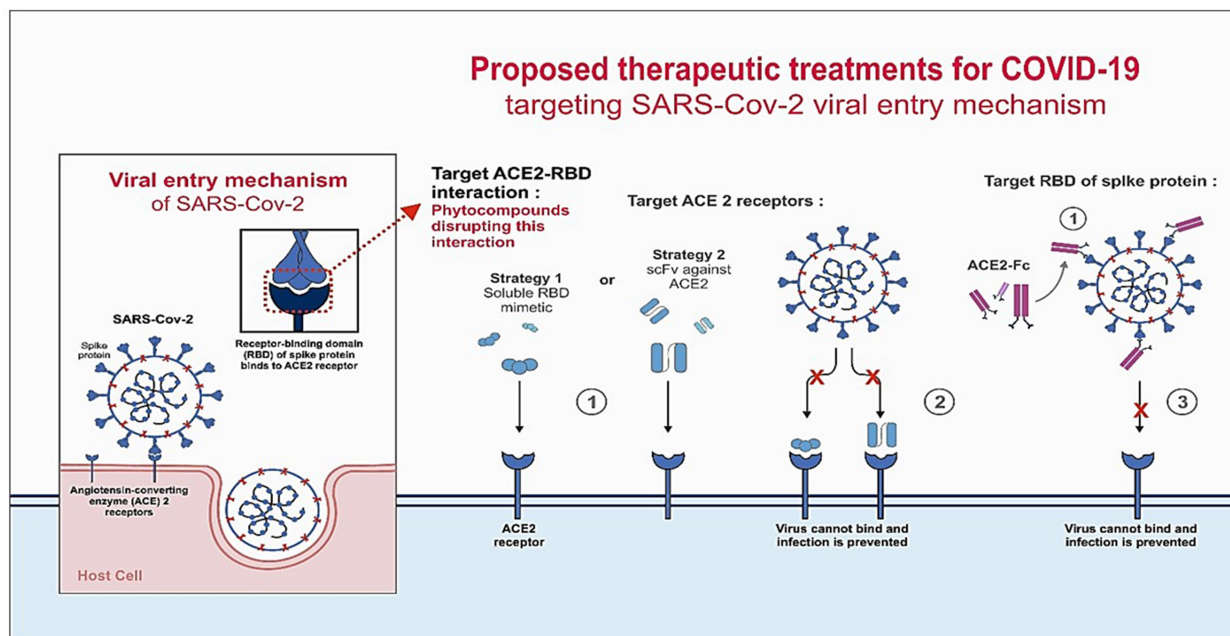 Proposed therapeutic treatments for COVID-19
targeting SARS-Cov-2 viral entry mechanism
Viral entry mechanism
of SARS-Cov-2
SARS-Cov-2
Spike
protein
Receptor-binding domain
(RBD) of spike protein
binds to ACE2 receptor
Angiotensin-converting
enzyme (ACE) 2
receptors
Host Cell
Target ACE2-RBD
interaction :
Phytocompounds
disrupting this
interaction
Target ACE 2 receptors :
Strategy 1
Soluble RBD
mimetic
or
Strategy 2
scFv against
ACE2
1
ACE2
receptor
X
X
2
Virus cannot bind and
infection is prevented
Target RBD of spike protein :
1
ACE2-Fc
X
3
Virus cannot bind and
infection is prevented